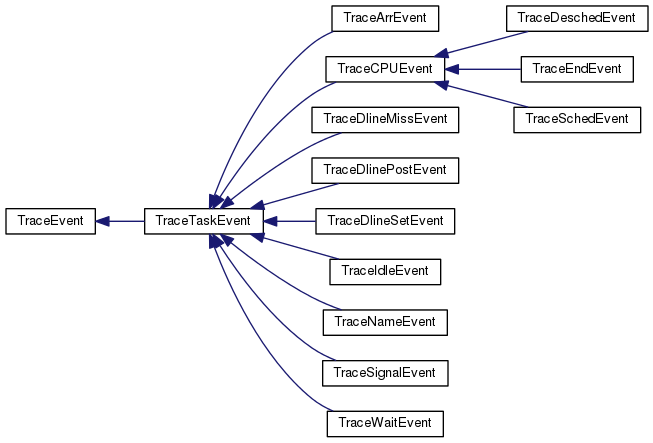 TraceArrEvent
TraceDeschedEvent
TraceCPUEvent
TraceEndEvent
TraceSchedEvent
TraceDlineMissEvent
TraceDlinePostEvent
TraceEvent
TraceTaskEvent
TraceDlineSetEvent
TraceIdleEvent
TraceNameEvent
TraceSignalEvent
TraceWaitEvent